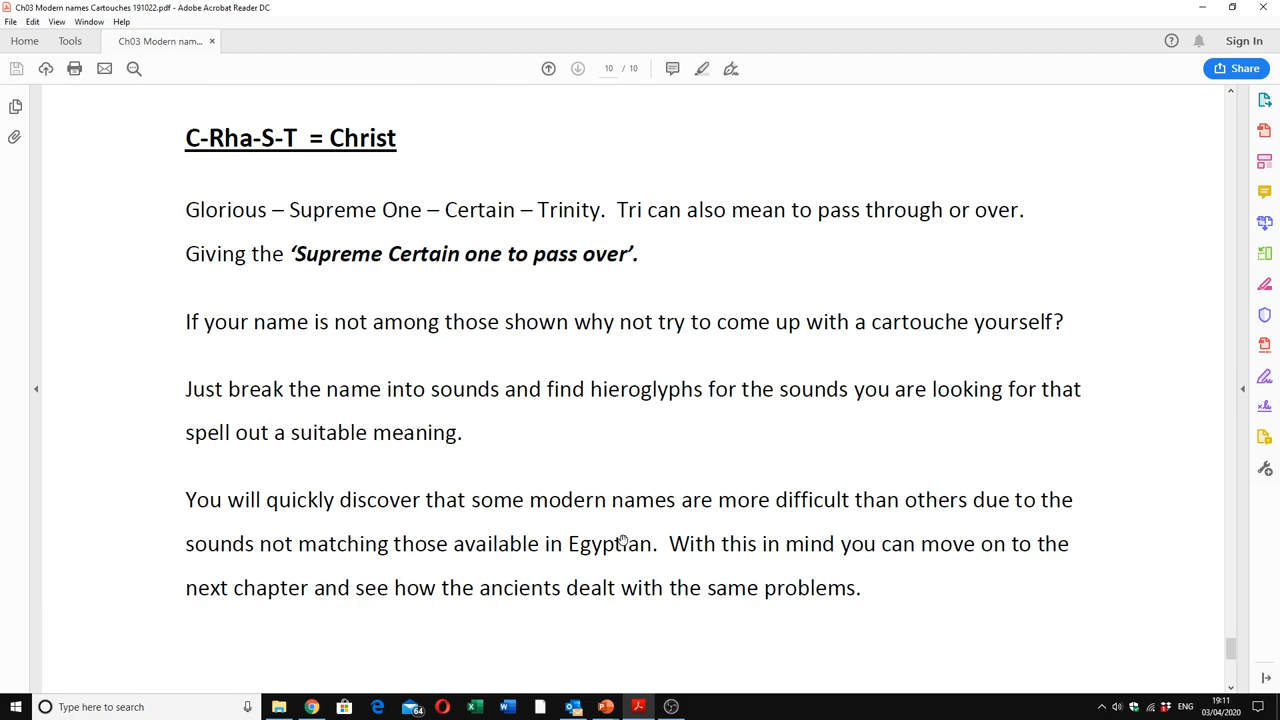 Ch03 Modern names Cartouches 191022.pdf - Adobe Acrobat Reader DC
File Edit View Window Help
Home Tools Ch03 Modern nam... × Sign In
10 / 10 Share
C-Rha-S-T = Christ
Glorious – Supreme One – Certain – Trinity. Tri can also mean to pass through or over.
Giving the ‘Supreme Certain one to pass over’.
If your name is not among those shown why not try to come up with a cartouche yourself?
Just break the name into sounds and find hieroglyphs for the sounds you are looking for that
spell out a suitable meaning.
You will quickly discover that some modern names are more difficult than others due to the
sounds not matching those available in Egyptian. With this in mind you can move on to the
next chapter and see how the ancients dealt with the same problems.
Type here to search 64 ENG 19:11
03/04/2020